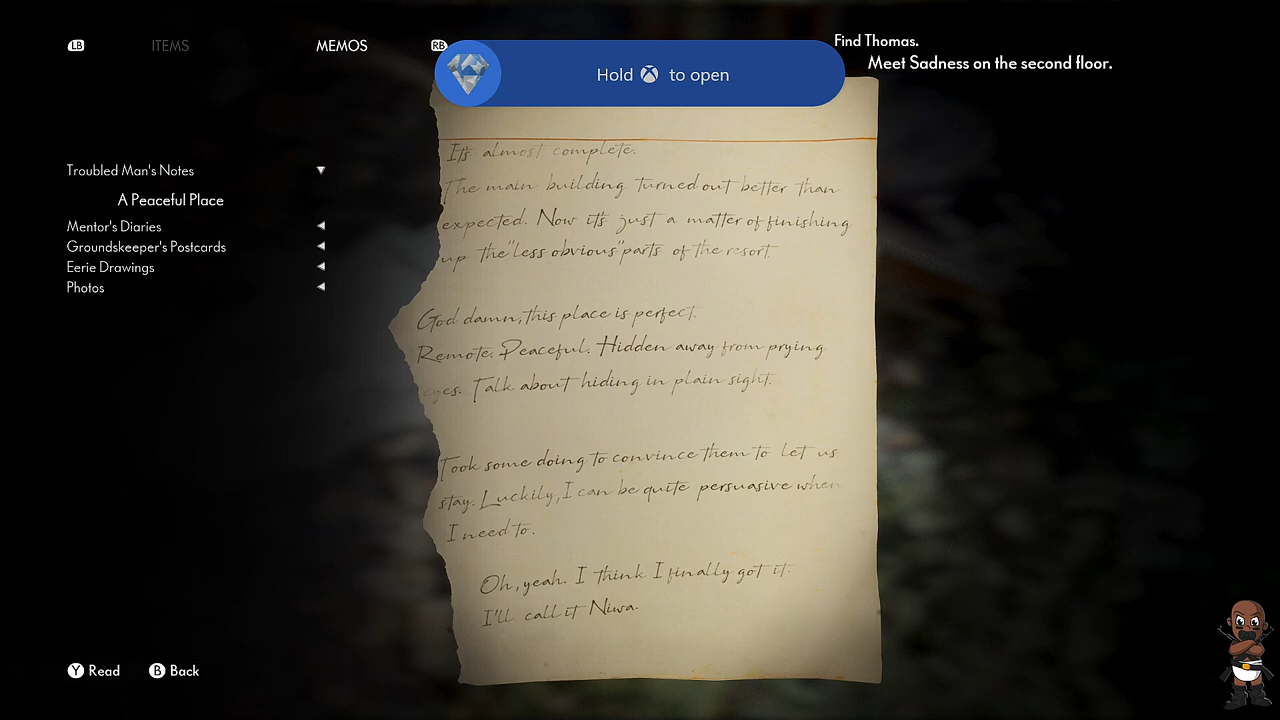 LB ITEMS MEMOS RB
Hold to open
Find Thomas.
Meet Sadness on the second floor.
Troubled Man's Notes
A Peaceful Place
Mentor's Diaries
Groundskeeper's Postcards
Eerie Drawings
Photos
It's almost complete.
The main building turned out better than
expected. Now it's just a matter of finishing
up the "less obvious" parts of the resort.
God damn, this place is perfect.
Remote. Peaceful. Hidden away from prying
eyes. Talk about hiding in plain sight.
Took some doing to convince them to let us
stay. Luckily, I can be quite persuasive when
I need to.
Oh, yeah. I think I finally got it.
I'll call it Niwa.
Y Read B Back